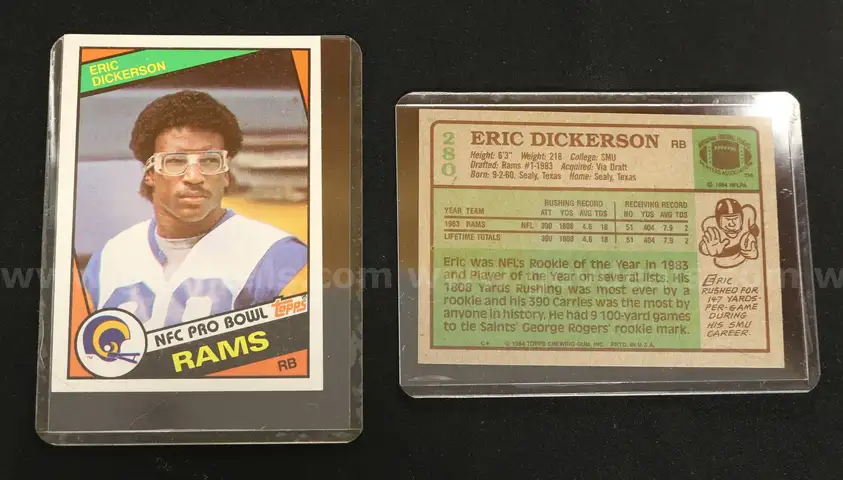 ERIC
DICKERSON
NFC PRO BOWL
topps
RAMS
RB
280
ERIC DICKERSON RB
Height: 6'3" Weight: 218 College: SMU
Drafted: Rams #1-1983 Acquired: Via Draft
Born: 9-2-60, Sealy, Texas Home: Sealy, Texas
© 1984 NFLPA
RUSHING RECORD RECEIVING RECORD
YEAR TEAM ATT YDS AVG TDS NO YDS AVG TDS
1983 RAMS NFL 390 1808 4.6 18 51 404 7.9 2
LIFETIME TOTALS 390 1808 4.6 18 51 404 7.9 2
Eric was NFL's Rookie of the Year in 1983
and Player of the Year on several lists. His
1808 Yards Rushing was most ever by a
rookie and his 390 Carries was the most by
anyone in history. He had 9 100-yard games
to tie Saints' George Rogers' rookie mark.
ERIC
RUSHED FOR
147 YARDS-
PER-GAME
DURING
HIS SMU
CAREER.
C* © 1984 TOPPS CHEWING GUM, INC. PRTD. IN U.S.A.